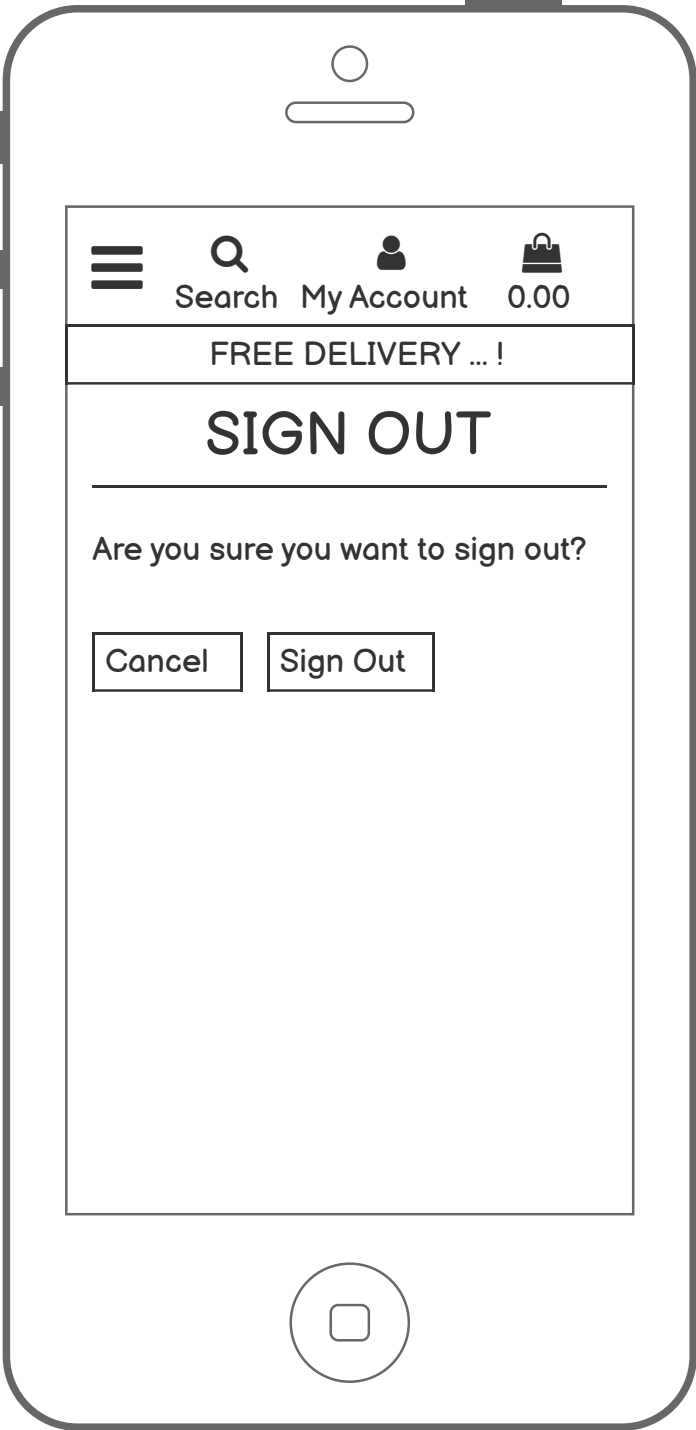 Search My Account 0.00
FREE DELIVERY ... !
SIGN OUT
Are you sure you want to sign out?
Cancel Sign Out